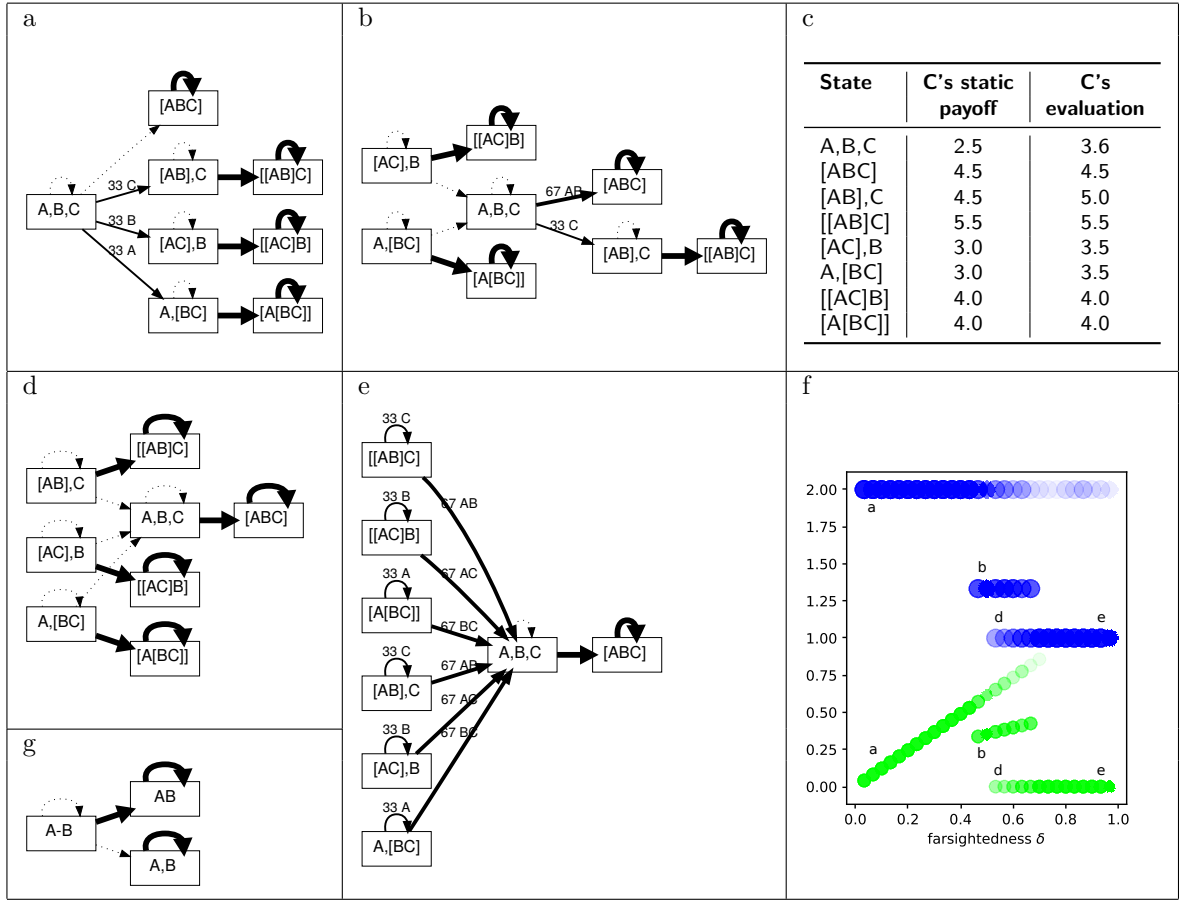 a
[ABC]
[AB],C
[[AB]C]
33 C
A,B,C
33 B
[AC],B
[[AC]B]
33 A
A,[BC]
[A[BC]]
b
[[AC]B]
[AC],B
67 AB
[ABC]
A,B,C
33 C
A,[BC]
[AB],C
[[AB]C]
[A[BC]]
c
State C's static payoff C's evaluation
A,B,C 2.5 3.6
[ABC] 4.5 4.5
[AB],C 4.5 5.0
[[AB]C] 5.5 5.5
[AC],B 3.0 3.5
A,[BC] 3.0 3.5
[[AC]B] 4.0 4.0
[A[BC]] 4.0 4.0
d
[[AB]C]
[AB],C
A,B,C
[ABC]
[AC],B
[[AC]B]
A,[BC]
[A[BC]]
e
33 C
[[AB]C]
67 AB
33 B
[[AC]B]
67 AC
33 A
[A[BC]]
67 BC
A,B,C
[ABC]
33 C
67 AB
[AB],C
67 AC
33 B
67 BC
[AC],B
33 A
A,[BC]
f
2.00
a
1.75
1.50
b
1.25
d
e
1.00
0.75
0.50
a
b
0.25
d
e
0.00
0.0 0.2 0.4 0.6 0.8 1.0
farsightedness δ
g
AB
A-B
A,B